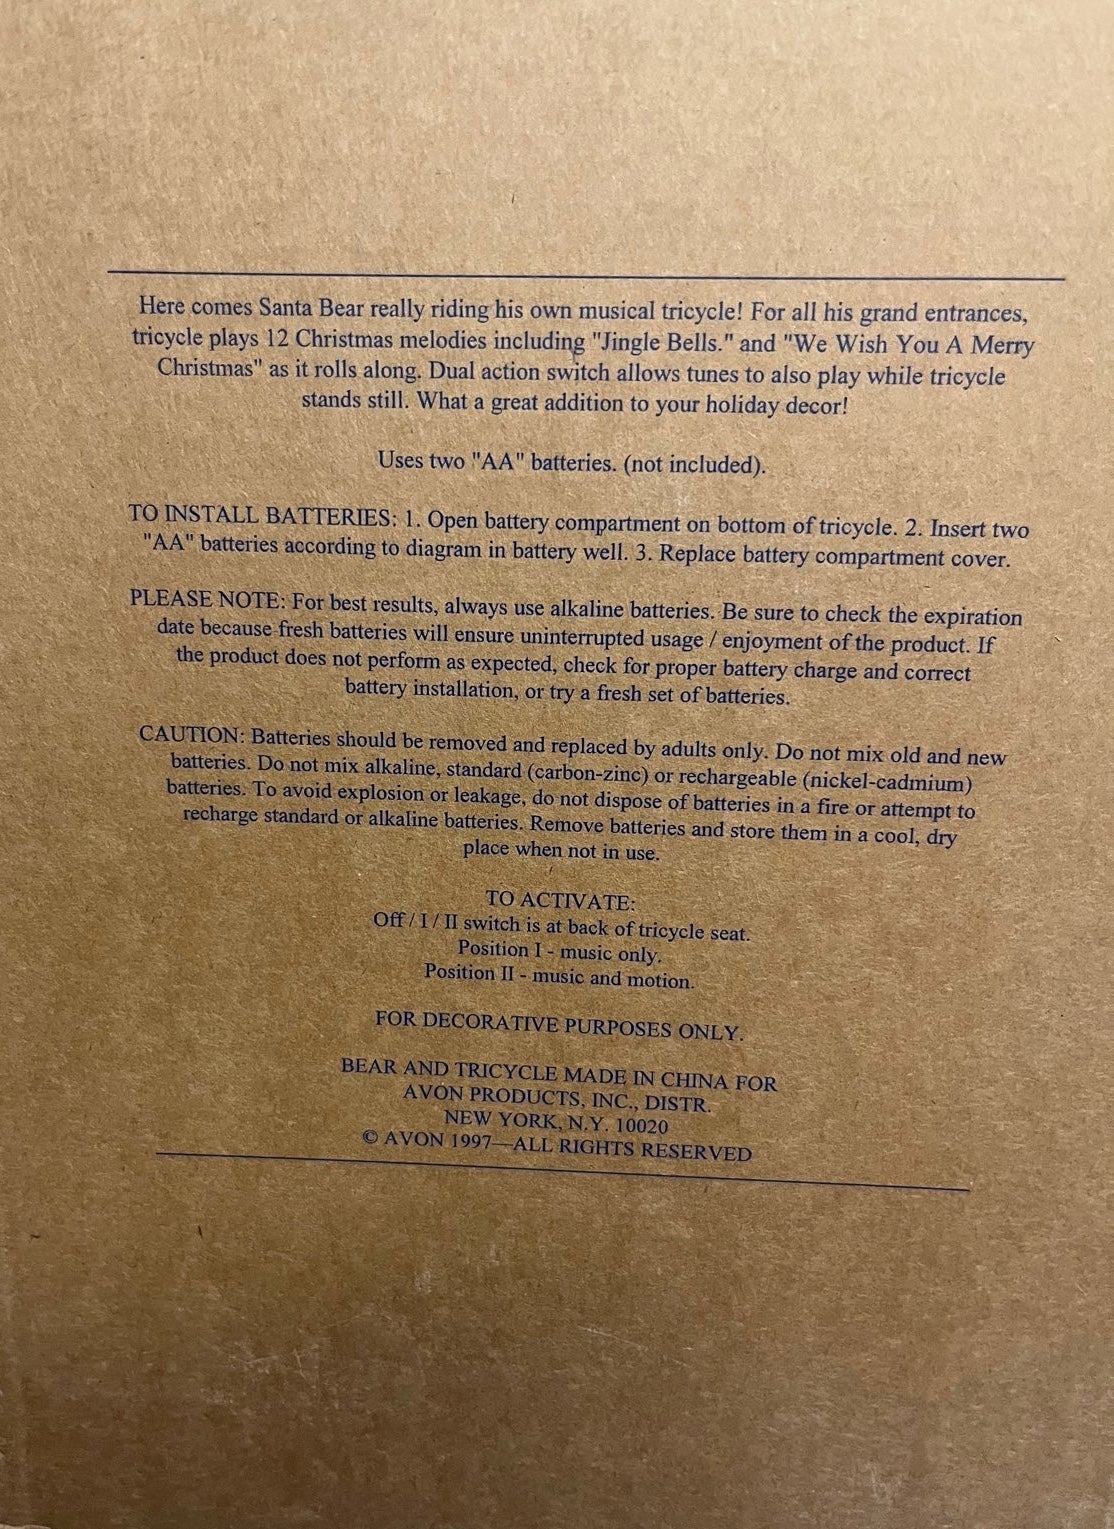 Here comes Santa Bear really riding his own musical tricycle! For all his grand entrances,
tricycle plays 12 Christmas melodies including "Jingle Bells." and "We Wish You A Merry
Christmas" as it rolls along. Dual action switch allows tunes to also play while tricycle
stands still. What a great addition to your holiday decor!
Uses two "AA" batteries. (not included).
TO INSTALL BATTERIES: 1. Open battery compartment on bottom of tricycle. 2. Insert two
"AA" batteries according to diagram in battery well. 3. Replace battery compartment cover.
PLEASE NOTE: For best results, always use alkaline batteries. Be sure to check the expiration
date because fresh batteries will ensure uninterrupted usage / enjoyment of the product. If
the product does not perform as expected, check for proper battery charge and correct
battery installation, or try a fresh set of batteries.
CAUTION: Batteries should be removed and replaced by adults only. Do not mix old and new
batteries. Do not mix alkaline, standard (carbon-zinc) or rechargeable (nickel-cadmium)
batteries. To avoid explosion or leakage, do not dispose of batteries in a fire or attempt to
recharge standard or alkaline batteries. Remove batteries and store them in a cool, dry
place when not in use.
TO ACTIVATE:
Off / I / II switch is at back of tricycle seat.
Position I - music only.
Position II - music and motion.
FOR DECORATIVE PURPOSES ONLY.
BEAR AND TRICYCLE MADE IN CHINA FOR
AVON PRODUCTS, INC., DISTR.
NEW YORK, N.Y. 10020
© AVON 1997—ALL RIGHTS RESERVED